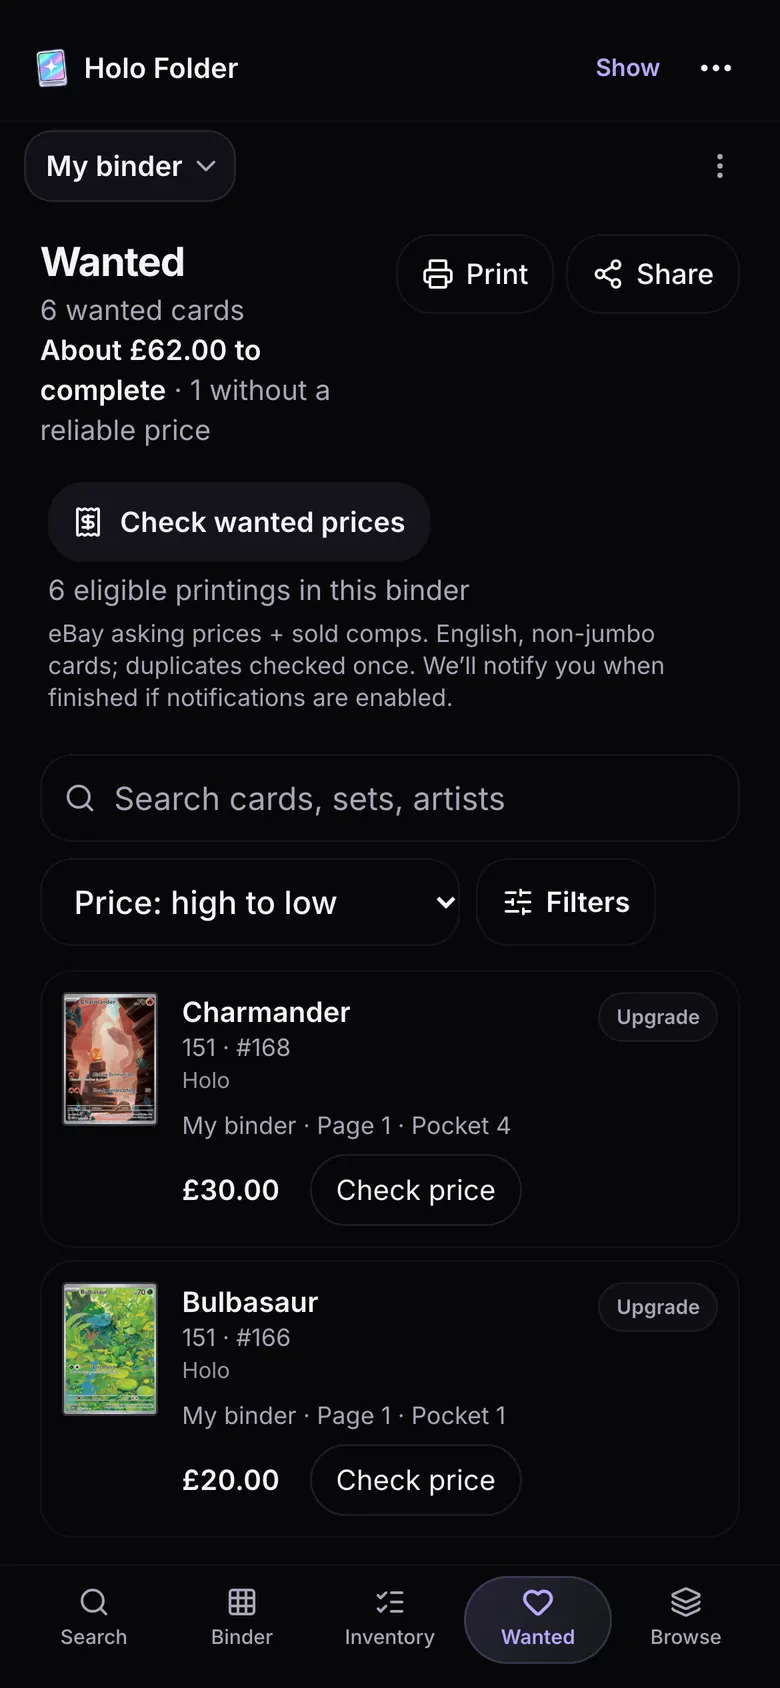 Holo Folder
Show
My binder
Wanted
Print
Share
6 wanted cards
About £62.00 to
complete · 1 without a
reliable price
Check wanted prices
6 eligible printings in this binder
eBay asking prices + sold comps. English, non-jumbo
cards; duplicates checked once. We’ll notify you when
finished if notifications are enabled.
Search cards, sets, artists
Price: high to low
Filters
Charmander
Charmander
Upgrade
151 · #168
Holo
My binder · Page 1 · Pocket 4
£30.00
Check price
Bulbasaur
70
Bulbasaur
Upgrade
151 · #166
Holo
My binder · Page 1 · Pocket 1
£20.00
Check price
Search
Binder
Inventory
Wanted
Browse